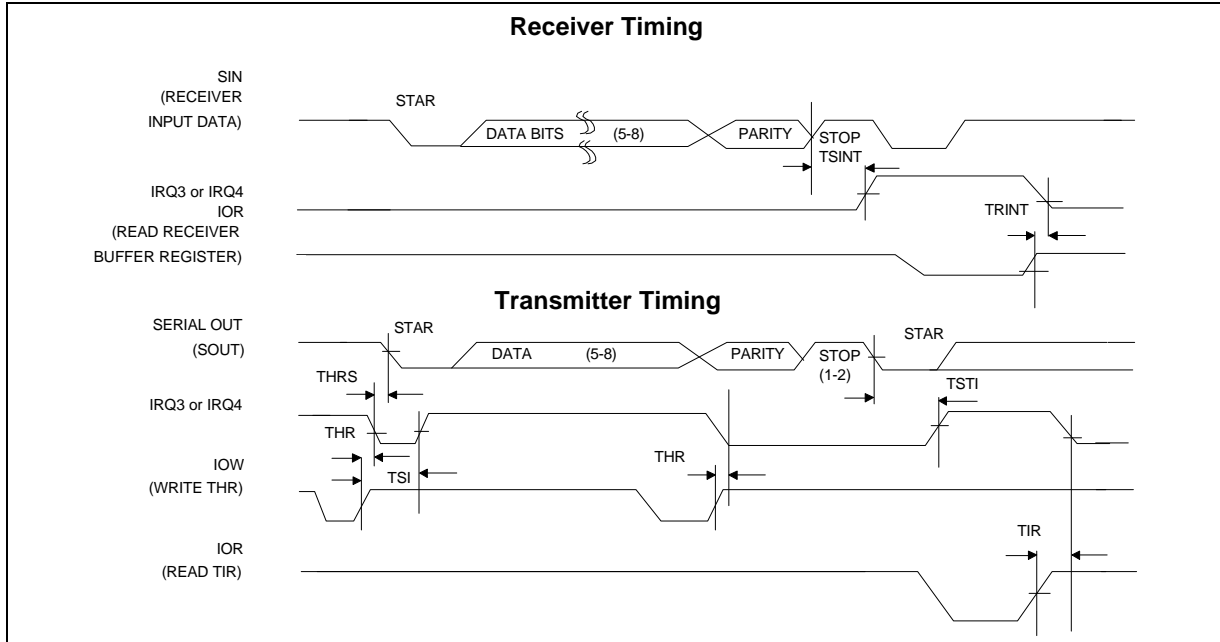 Receiver Timing
SIN
(RECEIVER
INPUT DATA)
STAR
DATA BITS (5-8)
PARITY
STOP
TSINT
IRQ3 or IRQ4
IOR
(READ RECEIVER
BUFFER REGISTER)
TRINT
Transmitter Timing
SERIAL OUT
(SOUT)
STAR
DATA (5-8)
PARITY
STOP
(1-2)
STAR
THRS
TSTI
IRQ3 or IRQ4
THR
THR
IOW
(WRITE THR)
TSI
TIR
IOR
(READ TIR)